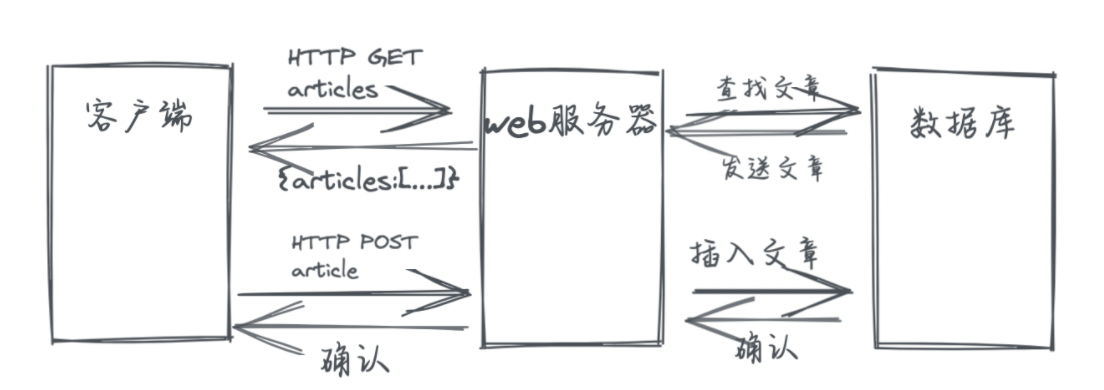 客户端
HTTP GET
articles
{articles:[...]}
HTTP POST
article
确认
web服务器
查找文章
发送文章
插入文章
确认
数据库